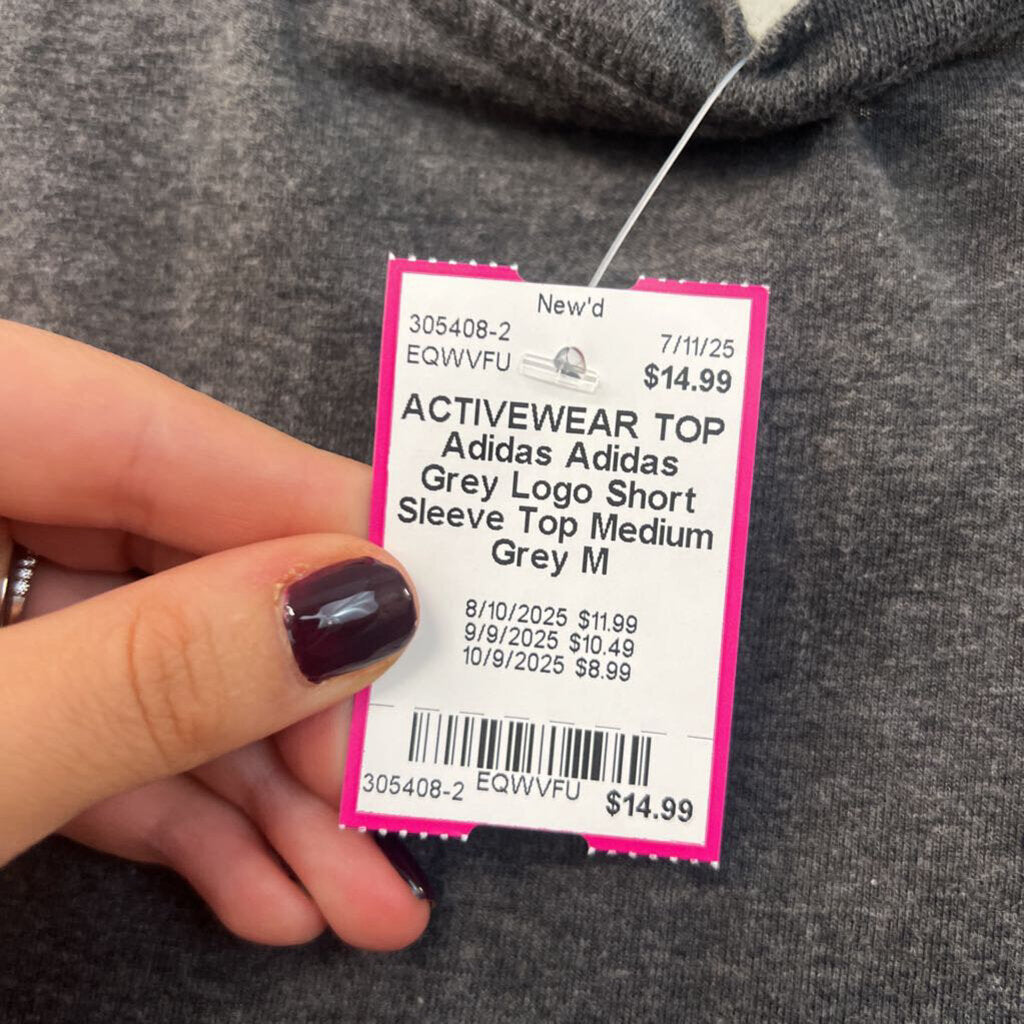 New'd
305408-2
7/11/25
EQWVFU
$14.99
ACTIVEWEAR TOP
Adidas Adidas
Grey Logo Short
Sleeve Top Medium
Grey M
8/10/2025 $11.99
9/9/2025 $10.49
10/9/2025 $8.99
305408-2 EQWVFU $14.99